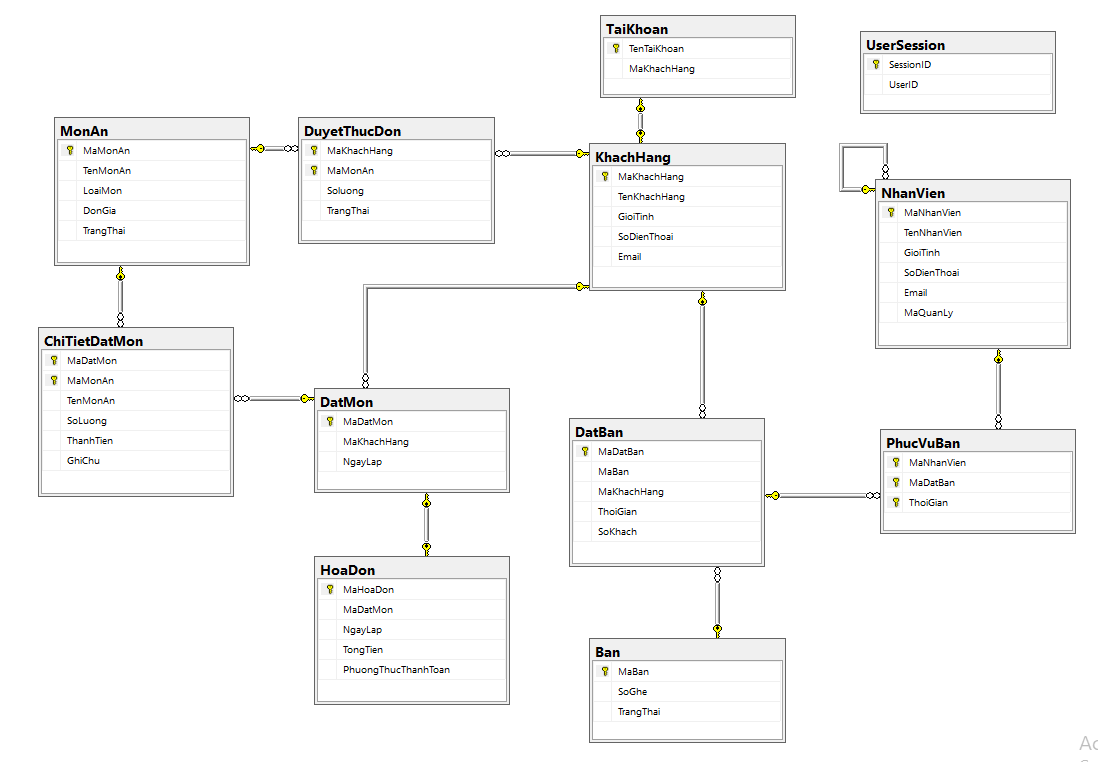 TaiKhoan
TenTaiKhoan
MaKhachHang
UserSession
SessionID
UserID
MonAn
MaMonAn
TenMonAn
LoaiMon
DonGia
TrangThai
DuyetThucDon
MaKhachHang
MaMonAn
Soluong
TrangThai
KhachHang
MaKhachHang
TenKhachHang
GioiTinh
SoDienThoai
Email
NhanVien
MaNhanVien
TenNhanVien
GioiTinh
SoDienThoai
Email
MaQuanLy
ChiTietDatMon
MaDatMon
MaMonAn
TenMonAn
SoLuong
ThanhTien
GhiChu
DatMon
MaDatMon
MaKhachHang
NgayLap
DatBan
MaDatBan
MaBan
MaKhachHang
ThoiGian
SoKhach
PhucVuBan
MaNhanVien
MaDatBan
ThoiGian
HoaDon
MaHoaDon
MaDatMon
NgayLap
TongTien
PhuongThucThanhToan
Ban
MaBan
SoGhe
TrangThai